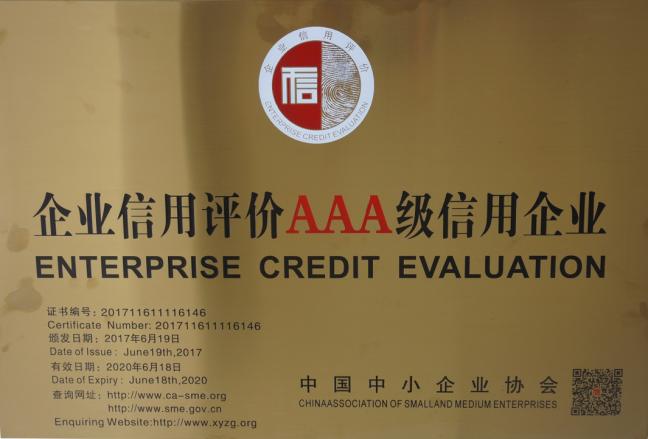 企业信用评价
信
ENTERPRISE CREDIT EVALUATION
企业信用评价AAA级信用企业
ENTERPRISE CREDIT EVALUATION
证书编号: 201711611116146
Certificate Number: 201711611116146
颁发日期: 2017年6月19日
Date of Issue : June19th,2017
有效日期: 2020年6月18日
Date of Expiry : June18th,2020
查询网址: http://www.ca-sme.org
http://www.sme.gov.cn
Enquiring Website:http://www.xyzg.org
中国中小企业协会
CHINAASSOCIATION OF SMALLAND MEDIUM ENTERPRISES